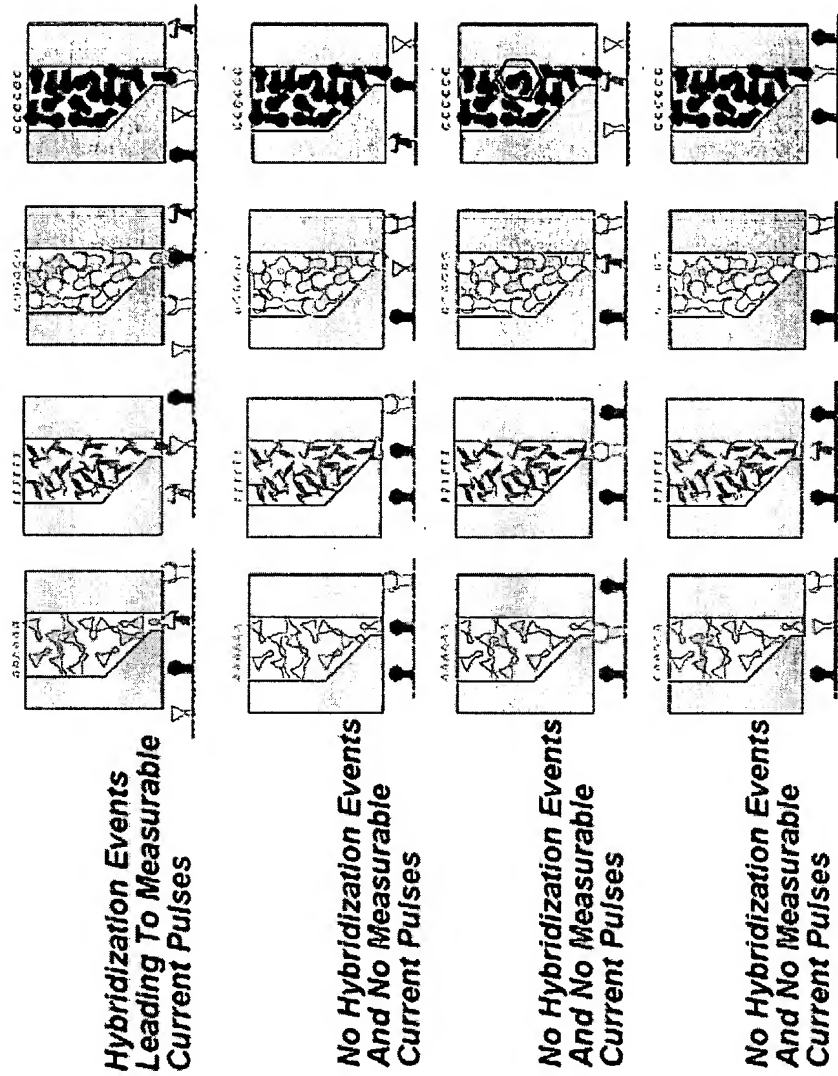 Hybridization Events
Leading To Measurable
Current Pulses
No Hybridization Events
And No Measurable
Current Pulses
No Hybridization Events
And No Measurable
Current Pulses
No Hybridization Events
And No Measurable
Current Pulses